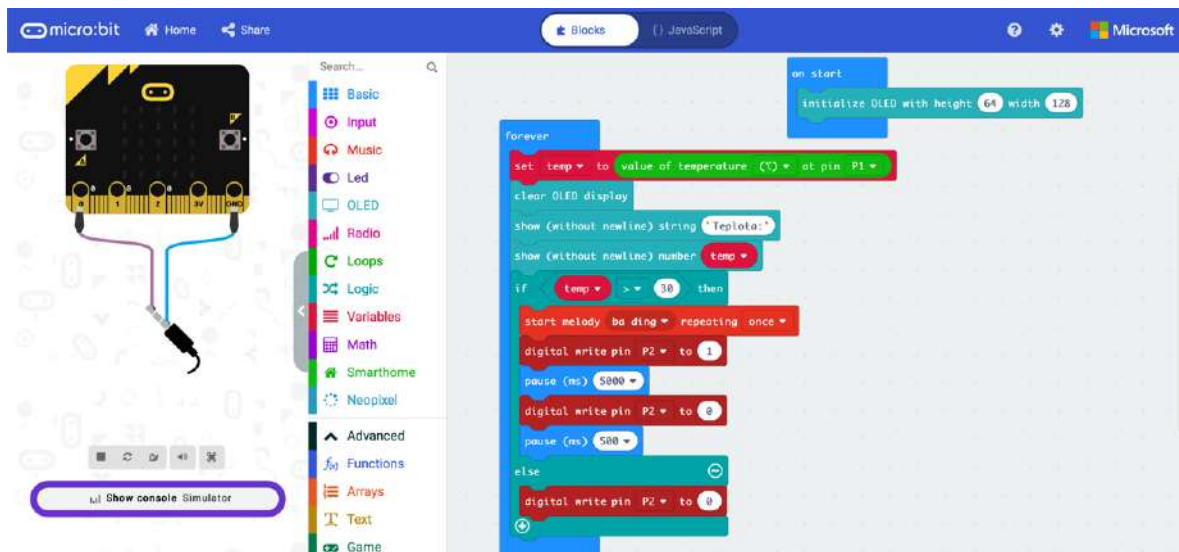 micro:bit Home Share Blocks {} JavaScript Microsoft
Search...
Basic
Input
Music
Led
OLED
Radio
Loops
Logic
Variables
Math
Smarthome
Neopixel
Advanced
Functions
Arrays
Text
Game
0 1 2 3V GND
Show console Simulator
on start
initialize OLED with height 64 width 128
forever
set temp to value of temperature (℃) at pin P1
clear OLED display
show (without newline) string "Teplota:"
show (without newline) number temp
if temp > 30 then
start melody ba ding repeating once
digital write pin P2 to 1
pause (ms) 5000
digital write pin P2 to 0
pause (ms) 500
else
digital write pin P2 to 0